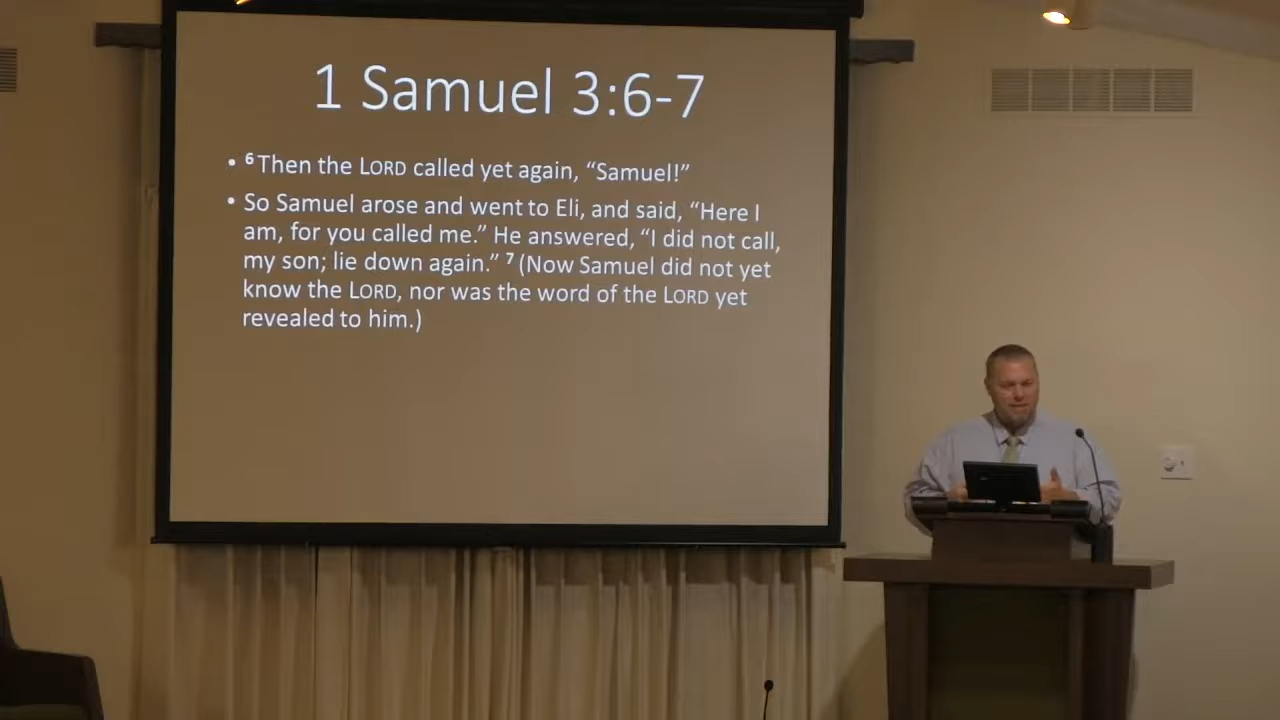 1 Samuel 3:6-7
• ⁶ Then the LORD called yet again, “Samuel!”
• So Samuel arose and went to Eli, and said, “Here I
am, for you called me.” He answered, “I did not call,
my son; lie down again.” ⁷ (Now Samuel did not yet
know the LORD, nor was the word of the LORD yet
revealed to him.)